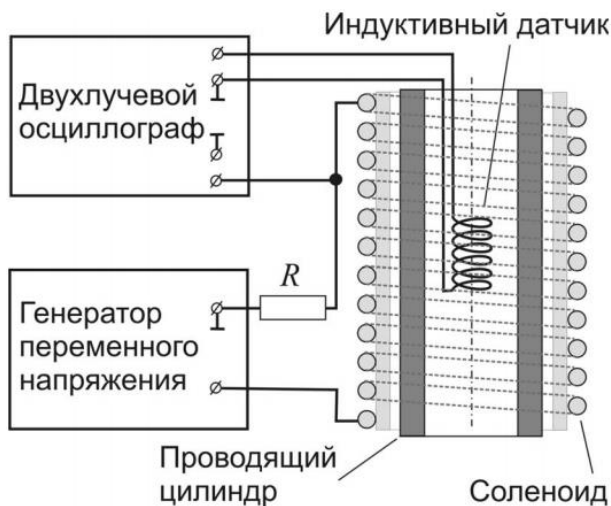 Индуктивный датчик
Двухлучевой
осциллограф
R
Генератор
переменного
напряжения
Проводящий
цилиндр
Соленоид